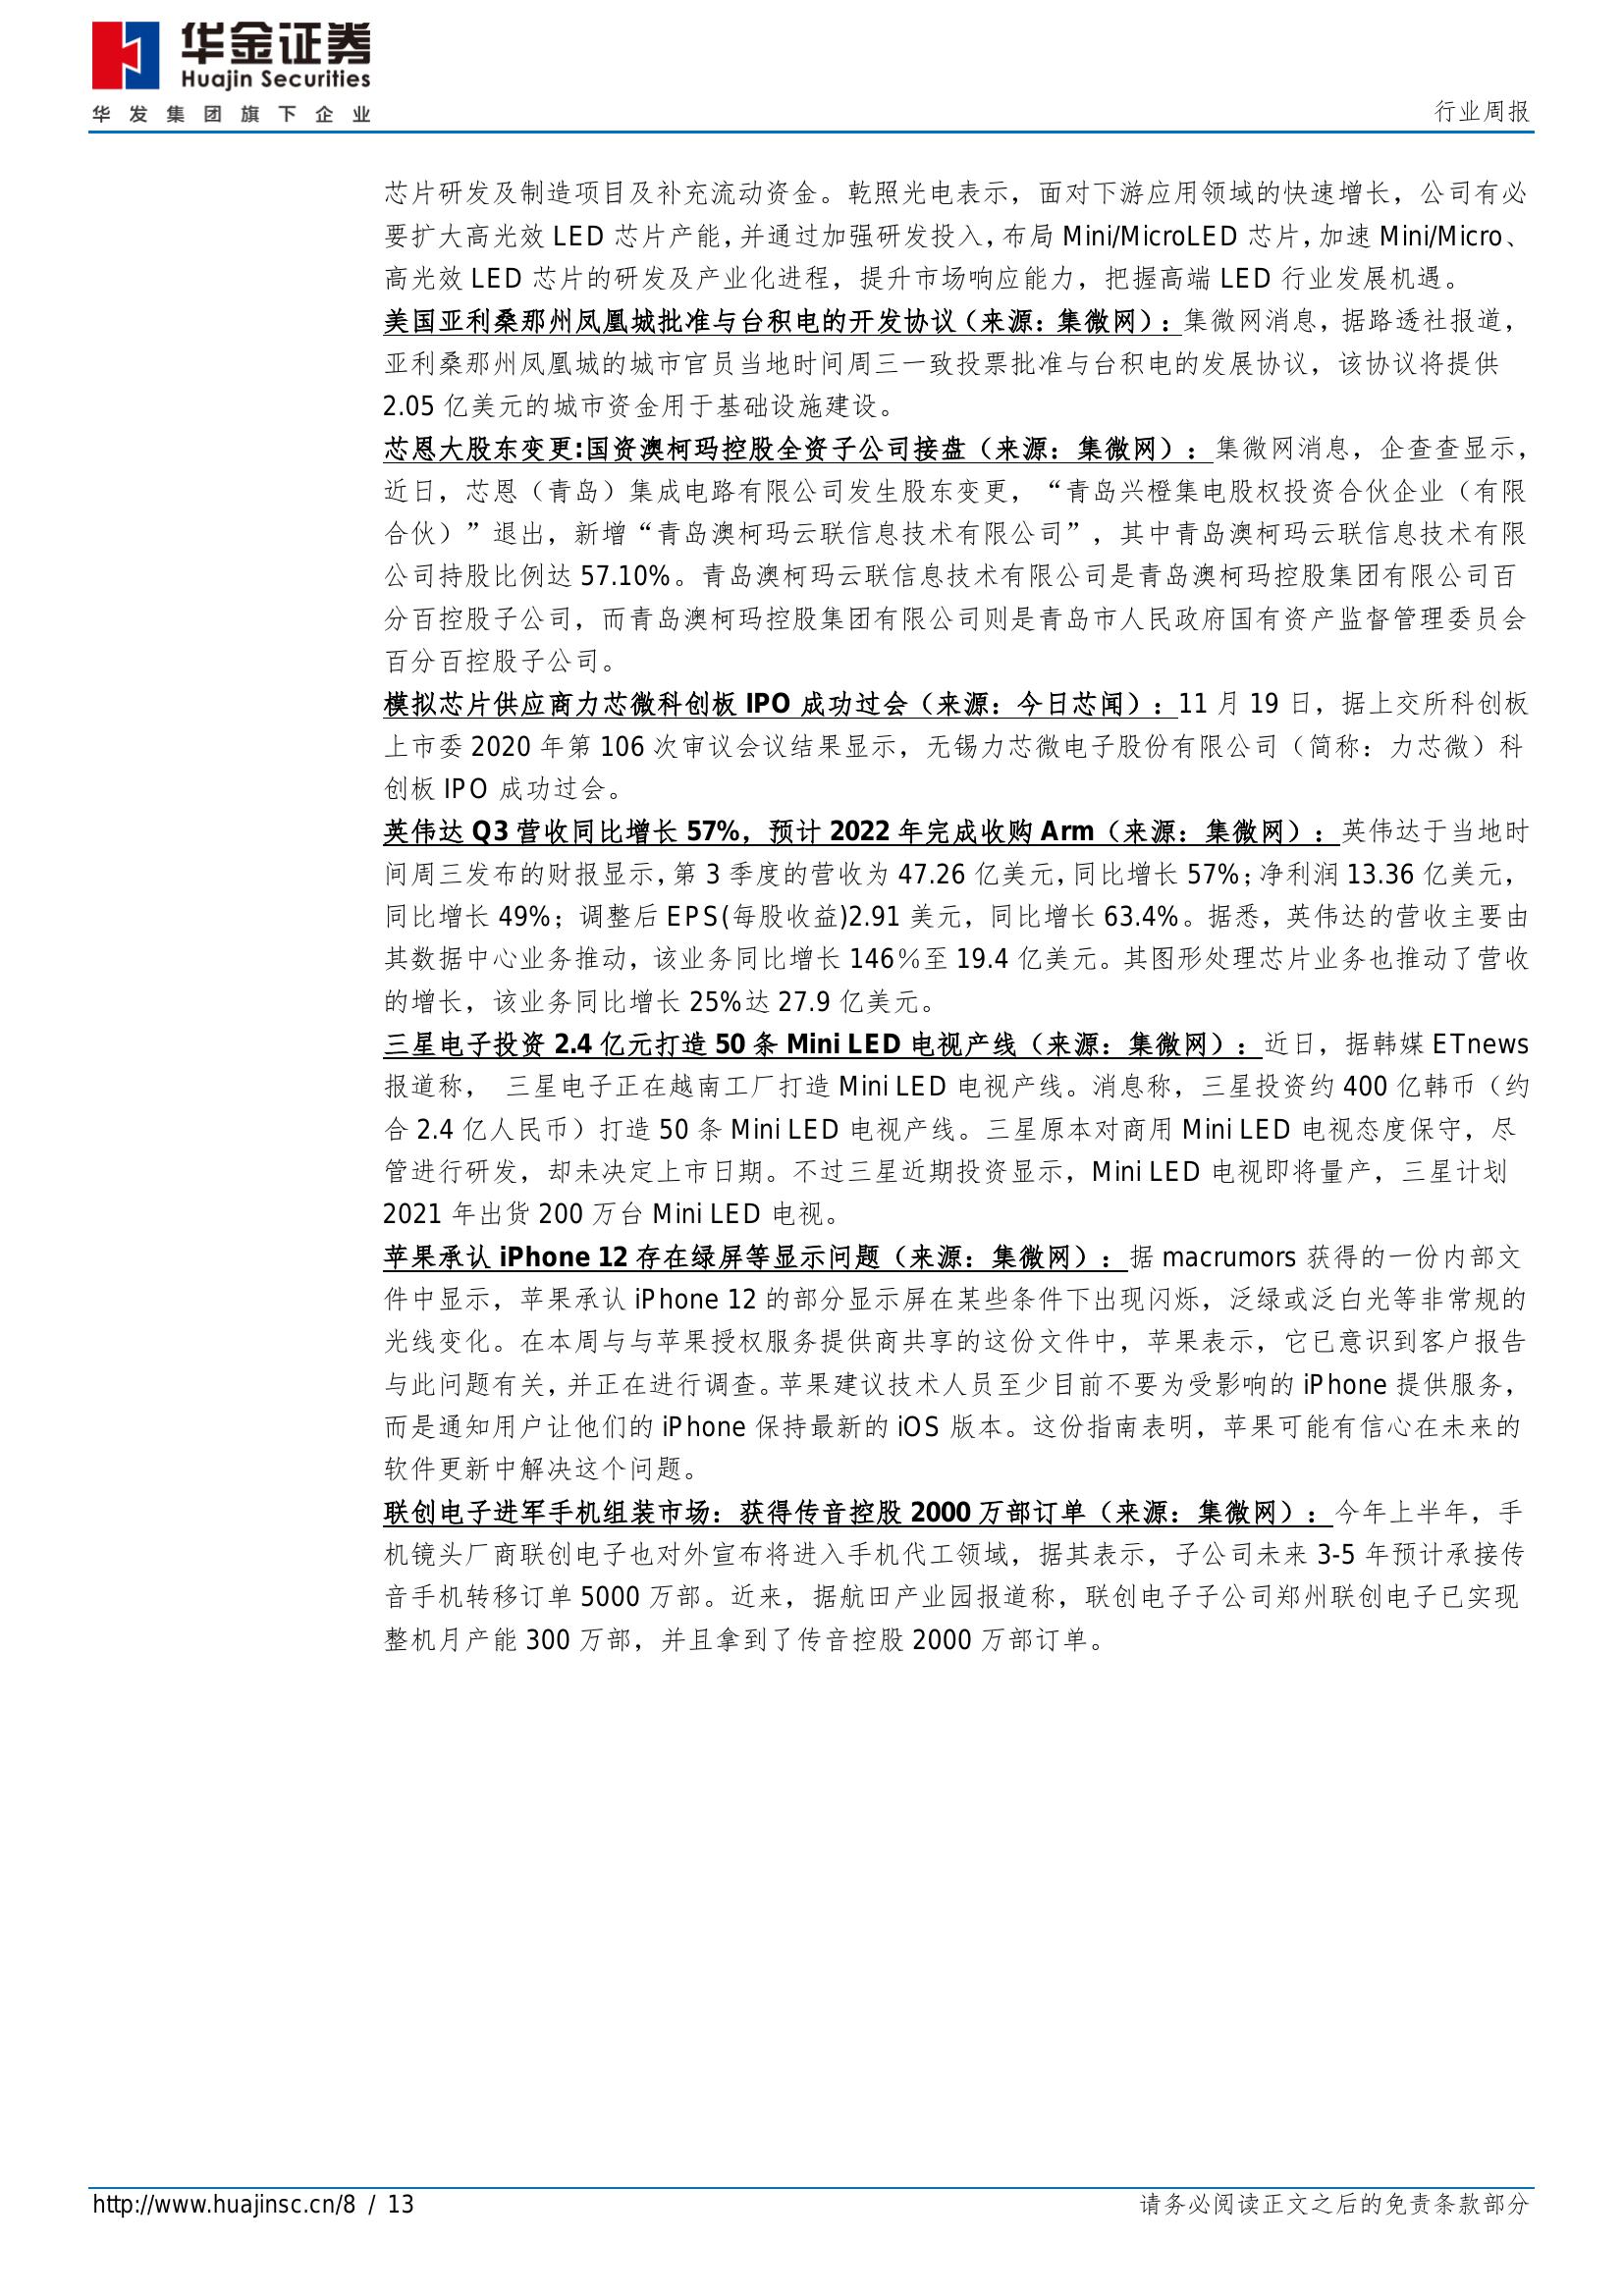 华金证券
Huajin Securities
华发集团旗下企业
行业周报
芯片研发及制造项目及补充流动资金。乾照光电表示，面对下游应用领域的快速增长，公司有必
要扩大高光效 LED 芯片产能，并通过加强研发投入，布局 Mini/MicroLED 芯片，加速 Mini/Micro、
高光效 LED 芯片的研发及产业化进程，提升市场响应能力，把握高端 LED 行业发展机遇。
美国亚利桑那州凤凰城批准与台积电的开发协议（来源：集微网）：集微网消息，据路透社报道，
亚利桑那州凤凰城的城市官员当地时间周三一致投票批准与台积电的发展协议，该协议将提供
2.05 亿美元的城市资金用于基础设施建设。
芯恩大股东变更:国资澳柯玛控股全资子公司接盘（来源：集微网）：集微网消息，企查查显示，
近日，芯恩（青岛）集成电路有限公司发生股东变更，“青岛兴橙集电股权投资合伙企业（有限
合伙）”退出，新增“青岛澳柯玛云联信息技术有限公司”，其中青岛澳柯玛云联信息技术有限
公司持股比例达 57.10%。青岛澳柯玛云联信息技术有限公司是青岛澳柯玛控股集团有限公司百
分百控股子公司，而青岛澳柯玛控股集团有限公司则是青岛市人民政府国有资产监督管理委员会
百分百控股子公司。
模拟芯片供应商力芯微科创板 IPO 成功过会（来源：今日芯闻）：11 月 19 日，据上交所科创板
上市委 2020 年第 106 次审议会议结果显示，无锡力芯微电子股份有限公司（简称：力芯微）科
创板 IPO 成功过会。
英伟达 Q3 营收同比增长 57%，预计 2022 年完成收购 Arm（来源：集微网）：英伟达于当地时
间周三发布的财报显示，第 3 季度的营收为 47.26 亿美元，同比增长 57%；净利润 13.36 亿美元，
同比增长 49%；调整后 EPS(每股收益)2.91 美元，同比增长 63.4%。据悉，英伟达的营收主要由
其数据中心业务推动，该业务同比增长 146％至 19.4 亿美元。其图形处理芯片业务也推动了营收
的增长，该业务同比增长 25%达 27.9 亿美元。
三星电子投资 2.4 亿元打造 50 条 Mini LED 电视产线（来源：集微网）：近日，据韩媒 ETnews
报道称， 三星电子正在越南工厂打造 Mini LED 电视产线。消息称，三星投资约 400 亿韩币（约
合 2.4 亿人民币）打造 50 条 Mini LED 电视产线。三星原本对商用 Mini LED 电视态度保守，尽
管进行研发，却未决定上市日期。不过三星近期投资显示，Mini LED 电视即将量产，三星计划
2021 年出货 200 万台 Mini LED 电视。
苹果承认 iPhone 12 存在绿屏等显示问题（来源：集微网）：据 macrumors 获得的一份内部文
件中显示，苹果承认 iPhone 12 的部分显示屏在某些条件下出现闪烁，泛绿或泛白光等非常规的
光线变化。在本周与与苹果授权服务提供商共享的这份文件中，苹果表示，它已意识到客户报告
与此问题有关，并正在进行调查。苹果建议技术人员至少目前不要为受影响的 iPhone 提供服务，
而是通知用户让他们的 iPhone 保持最新的 iOS 版本。这份指南表明，苹果可能有信心在未来的
软件更新中解决这个问题。
联创电子进军手机组装市场：获得传音控股 2000 万部订单（来源：集微网）：今年上半年，手
机镜头厂商联创电子也对外宣布将进入手机代工领域，据其表示，子公司未来 3-5 年预计承接传
音手机转移订单 5000 万部。近来，据航田产业园报道称，联创电子子公司郑州联创电子已实现
整机月产能 300 万部，并且拿到了传音控股 2000 万部订单。
http://www.huajinsc.cn/8 / 13
请务必阅读正文之后的免责条款部分